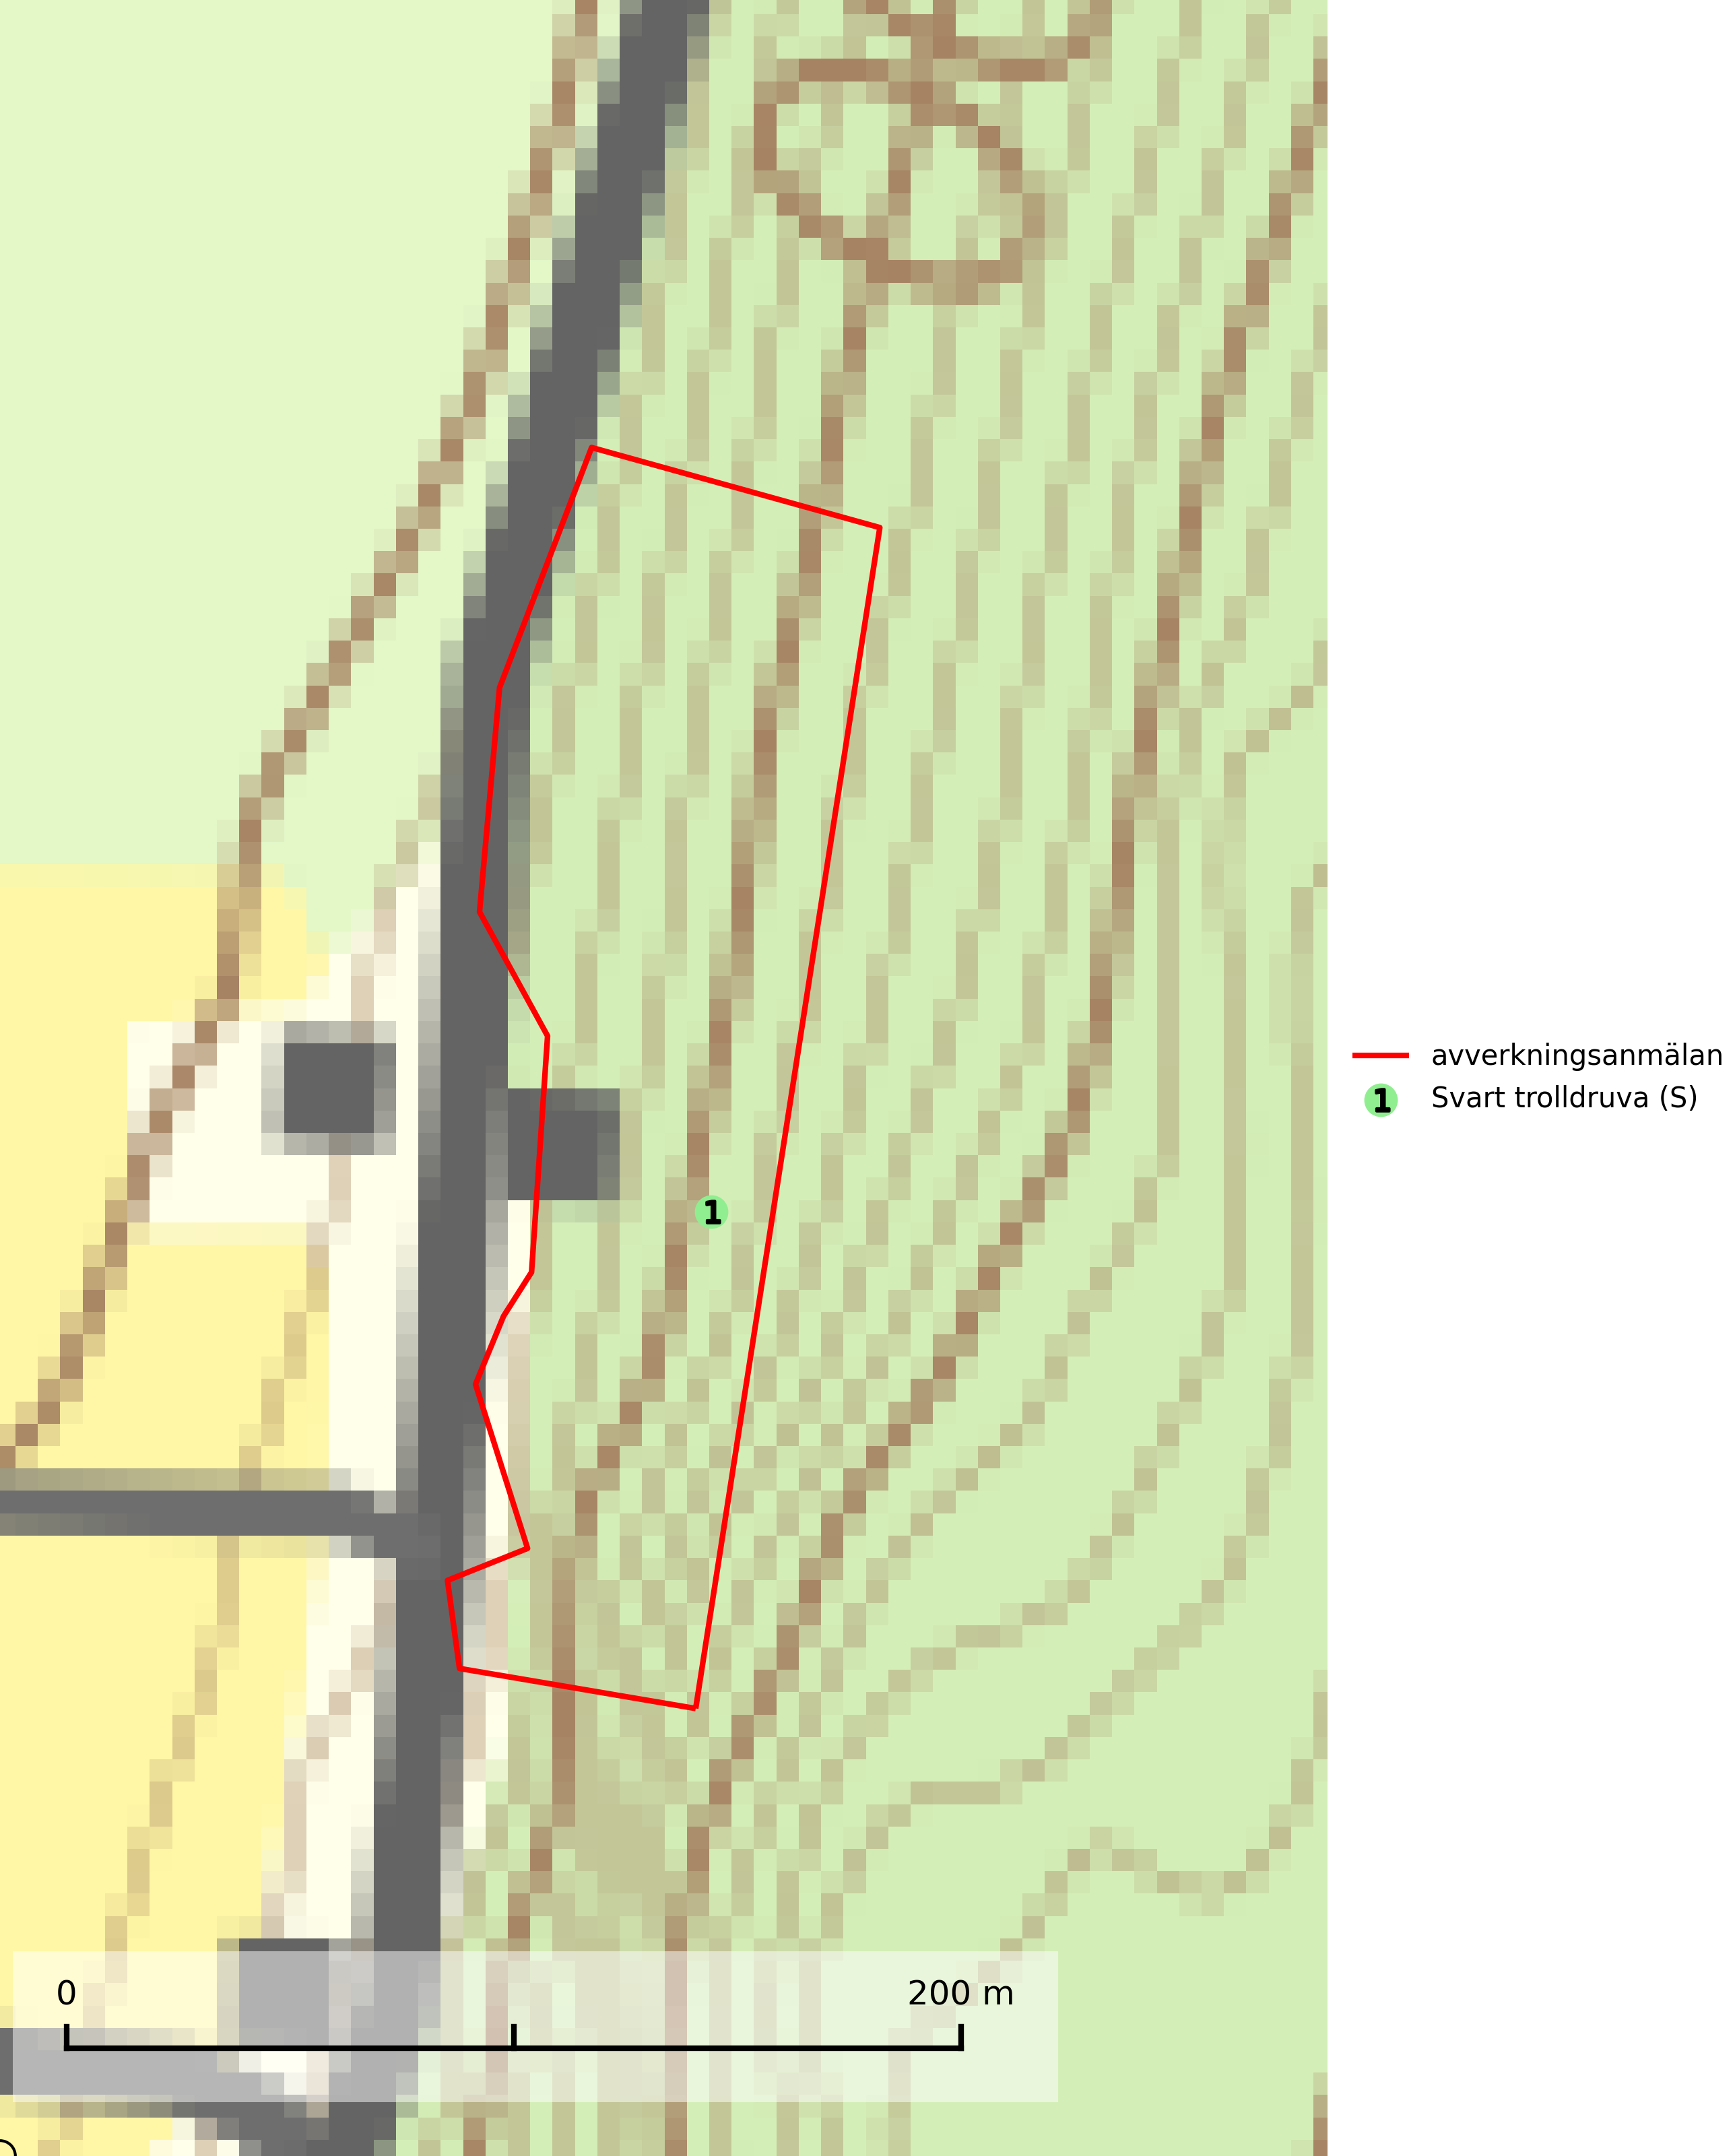 avverkningsanmälan
1 Svart trolldruva (S)
1
0 200 m